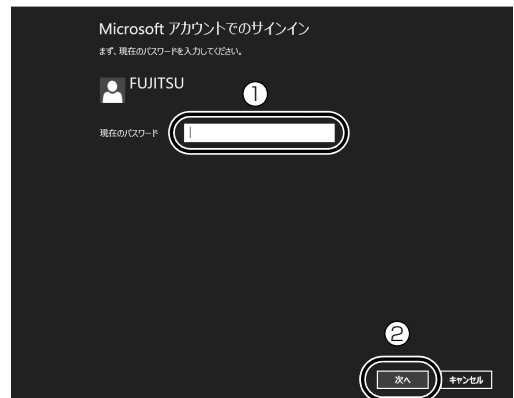 Microsoft アカウントでのサインイン
まず、現在のパスワードを入力してください。
FUJITSU
①
現在のパスワード
②
次へ キャンセル